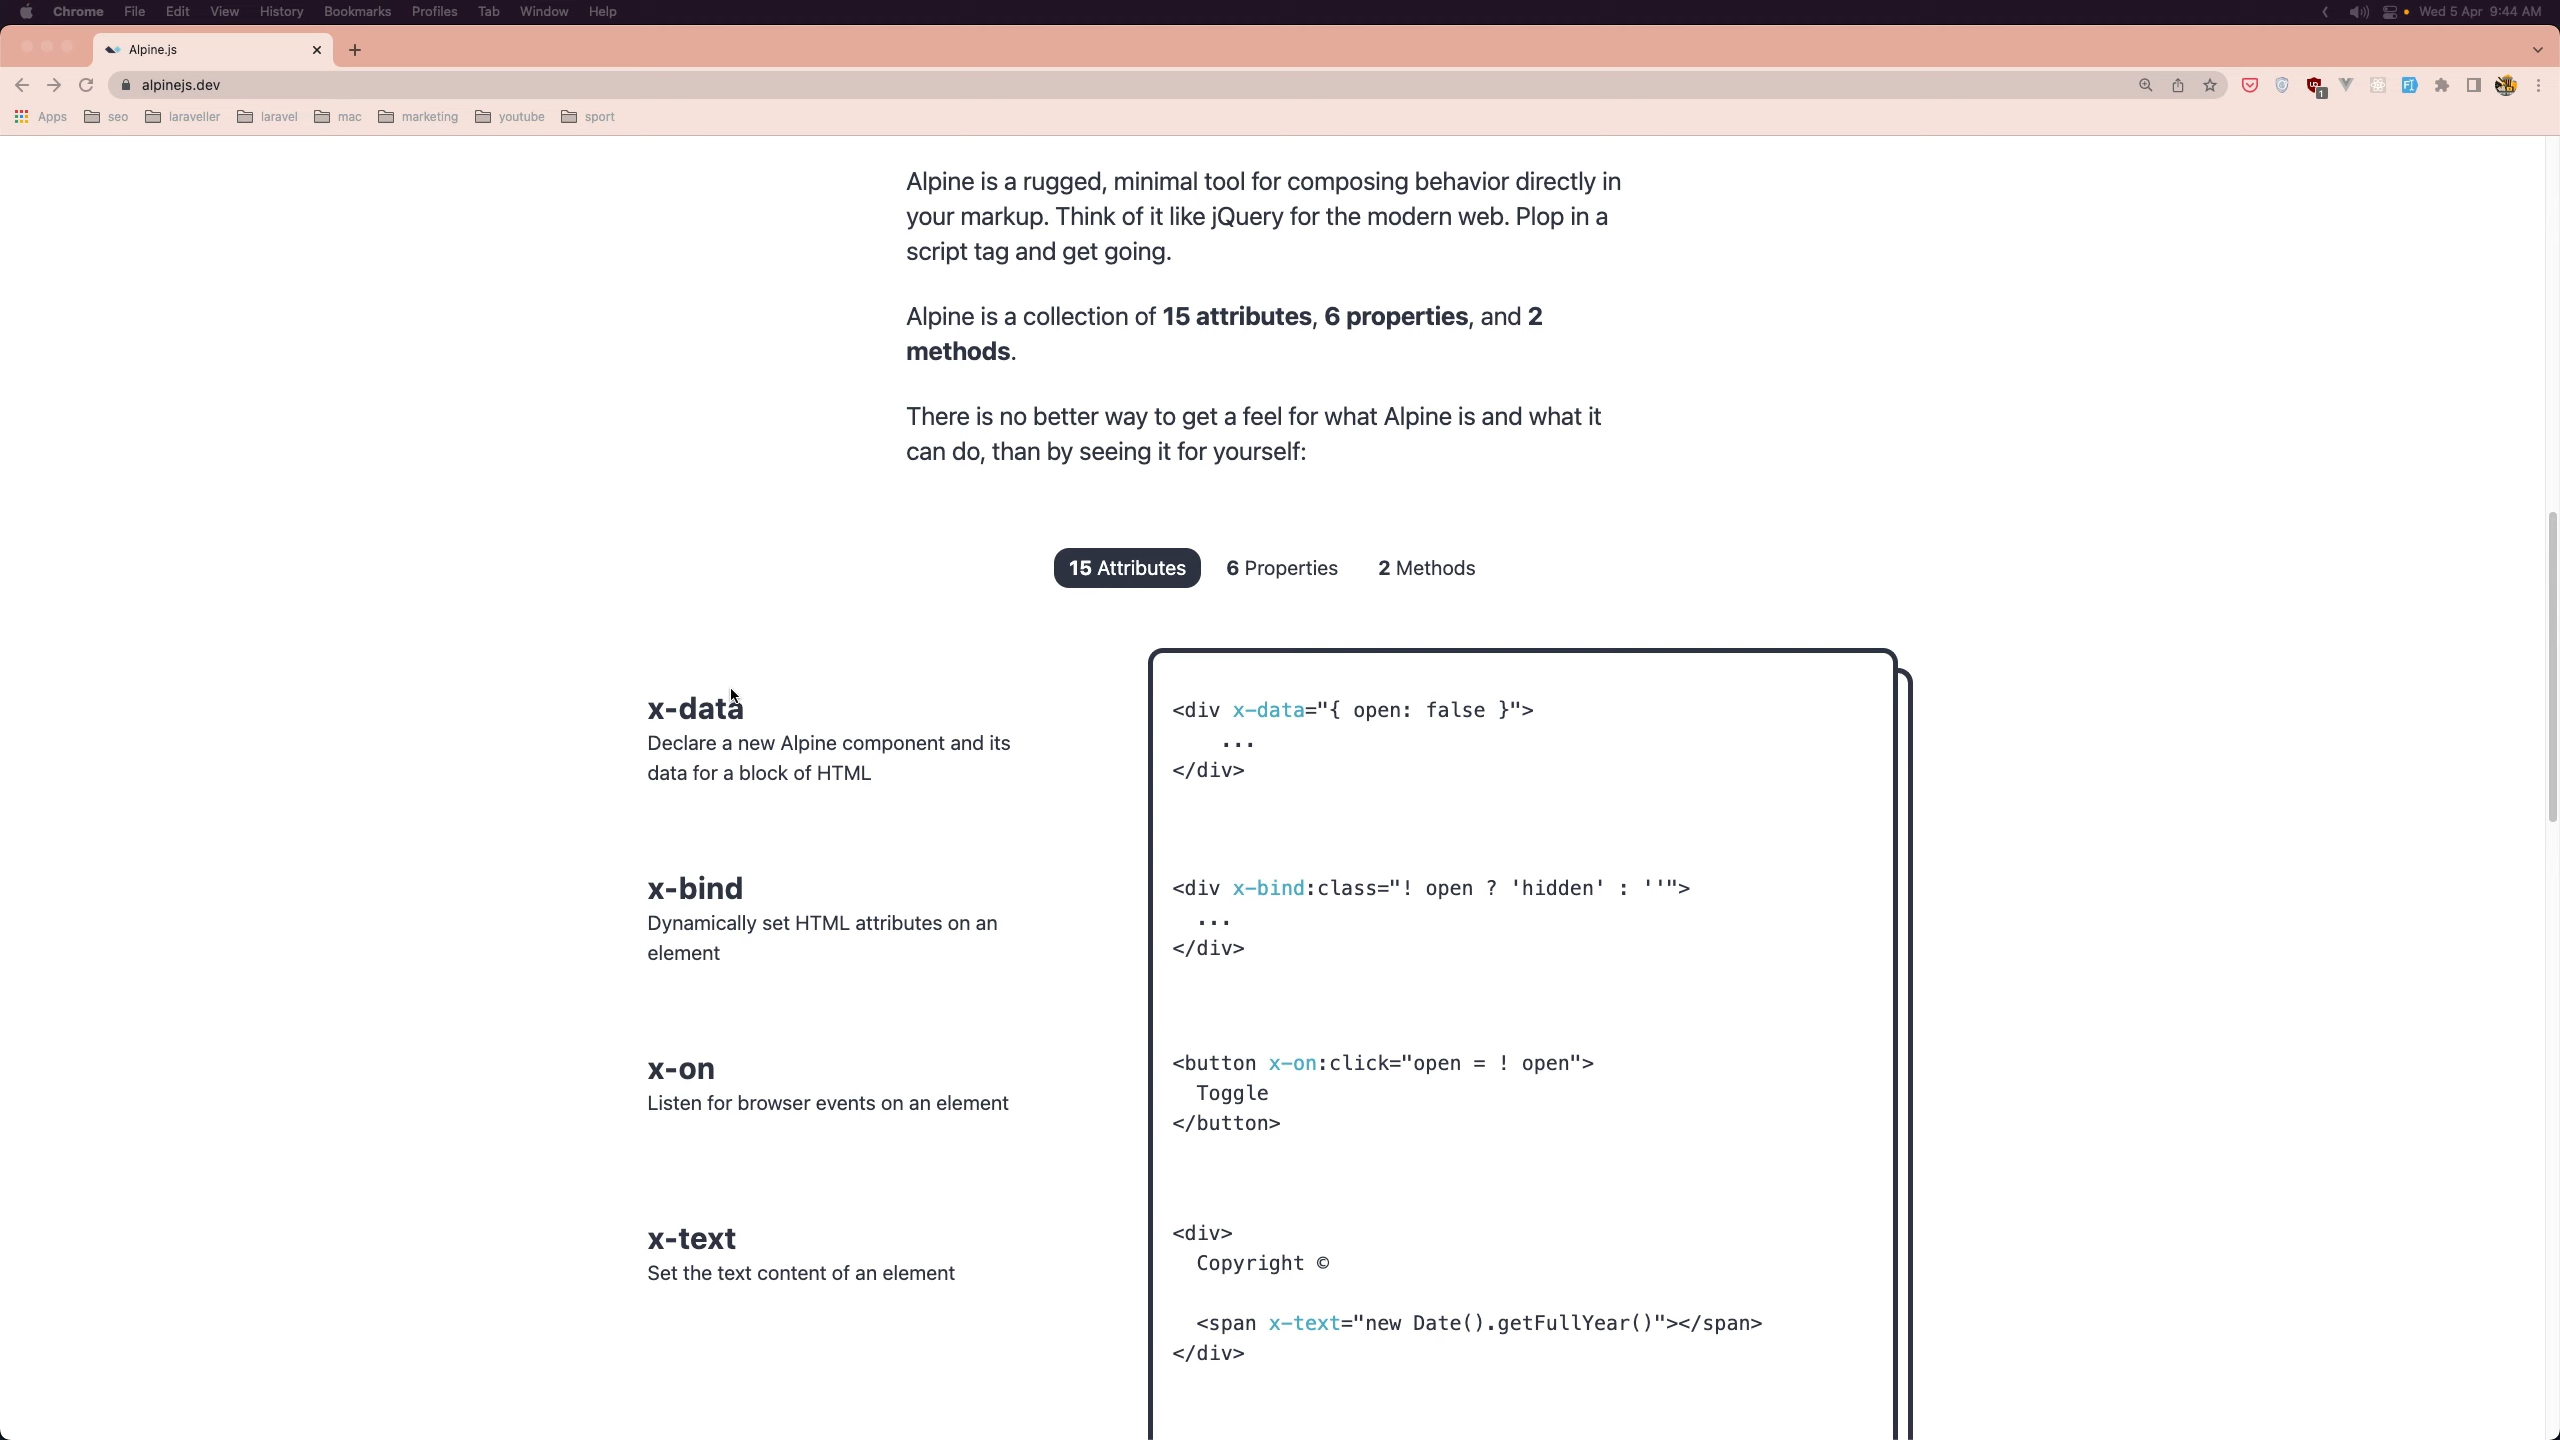 Chrome File Edit View History Bookmarks Profiles Tab Window Help Wed 5 Apr 9:44 AM
Alpine.js
alpinejs.dev
Apps seo laraveller laravel mac marketing youtube sport
Alpine is a rugged, minimal tool for composing behavior directly in
your markup. Think of it like jQuery for the modern web. Plop in a
script tag and get going.
Alpine is a collection of 15 attributes, 6 properties, and 2
methods.
There is no better way to get a feel for what Alpine is and what it
can do, than by seeing it for yourself:
15 Attributes 6 Properties 2 Methods
x-data
Declare a new Alpine component and its
data for a block of HTML
<div x-data="{ open: false }">
...
</div>
x-bind
Dynamically set HTML attributes on an
element
<div x-bind:class="! open ? 'hidden' : ''">
...
</div>
x-on
Listen for browser events on an element
<button x-on:click="open = ! open">
Toggle
</button>
x-text
Set the text content of an element
<div>
Copyright ©
<span x-text="new Date().getFullYear()"></span>
</div>